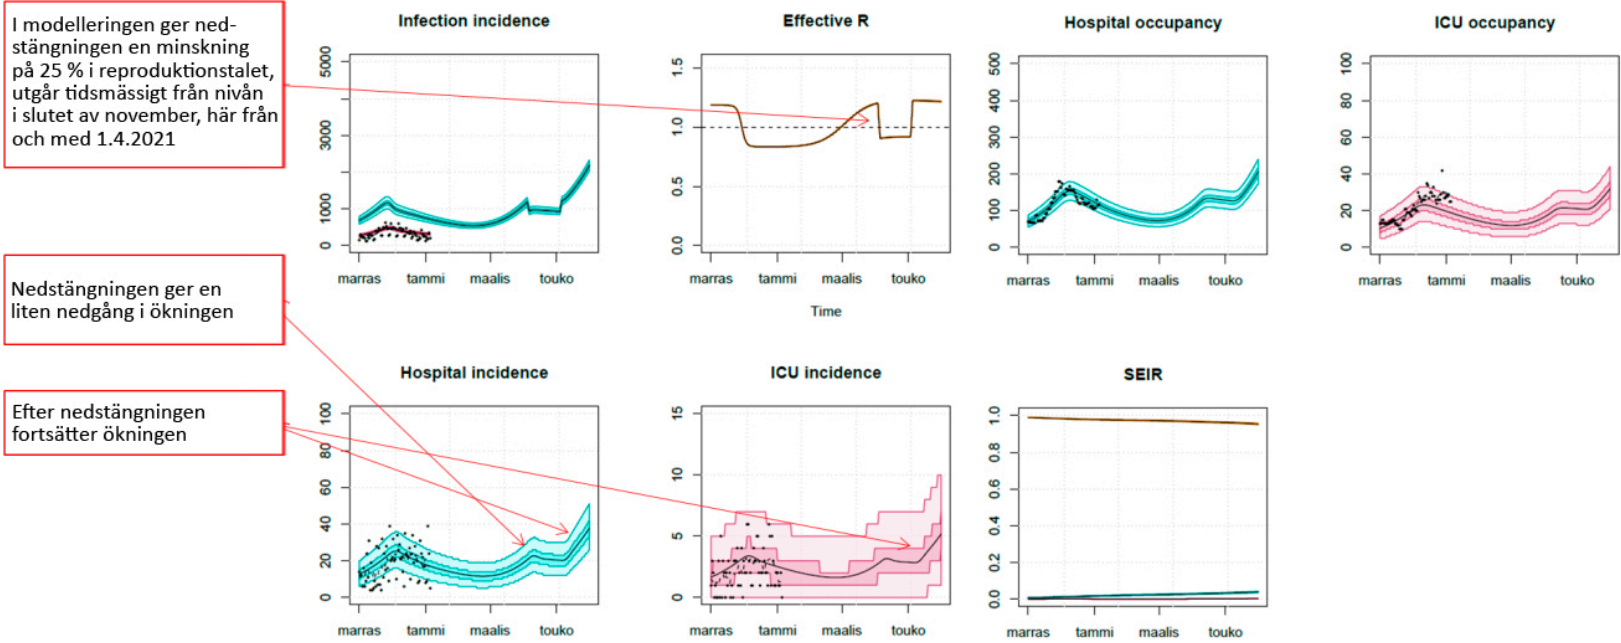 I modelleringen ger ned-
stängningen en minskning
på 25 % i reproduktionstalet,
utgår tidsmässigt från nivån
i slutet av november, här från
och med 1.4.2021
Nedstängningen ger en
liten nedgång i ökningen
Efter nedstängningen
fortsätter ökningen
Infection incidence
5000
3000
1000
0
marras tammi maalis touko
Effective R
1.5
1.0
0.5
0.0
marras tammi maalis touko
Time
Hospital occupancy
500
400
300
200
100
0
marras tammi maalis touko
ICU occupancy
100
80
60
40
20
0
marras tammi maalis touko
Hospital incidence
100
80
60
40
20
0
marras tammi maalis touko
ICU incidence
15
10
5
0
marras tammi maalis touko
SEIR
1.0
0.8
0.6
0.4
0.2
0.0
marras tammi maalis touko